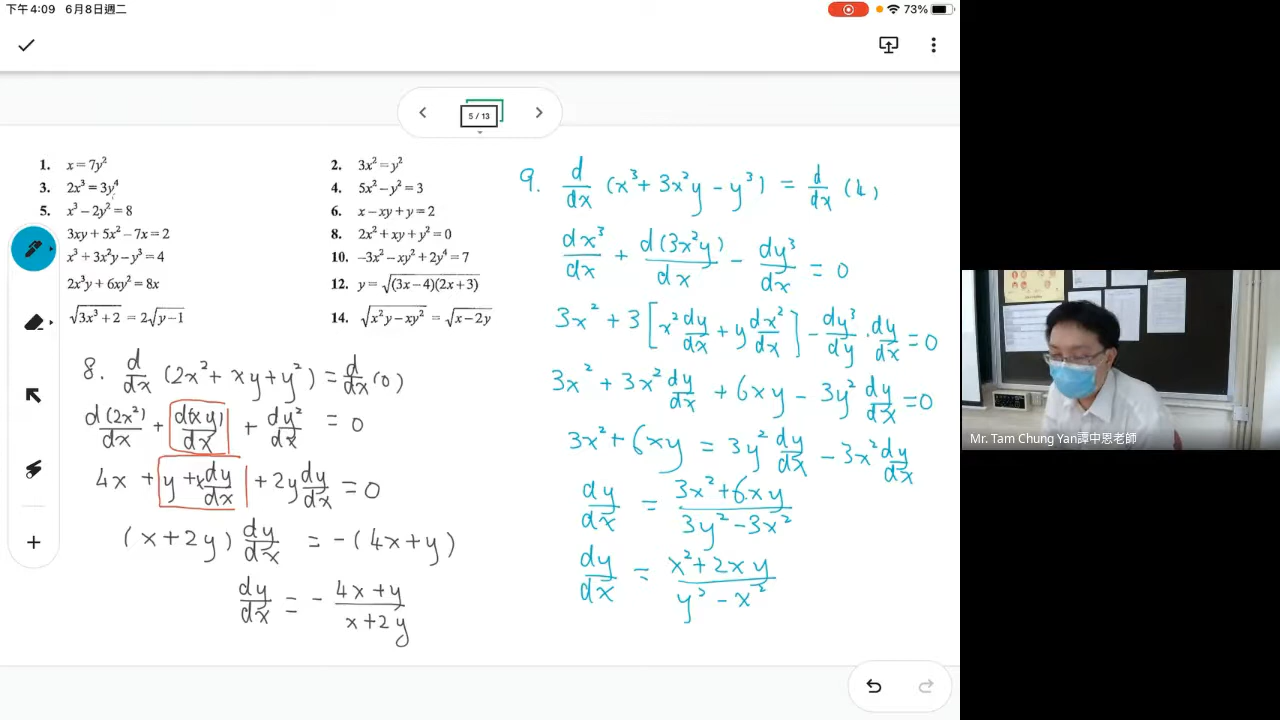 下午4:09 6月8日週二
73%
5 / 13
1. x = 7y²
2. 3x² = y²
3. 2x³ = 3y⁴
4. 5x² − y² = 3
5. x³ − 2y² = 8
6. x − xy + y = 2
3xy + 5x² − 7x = 2
8. 2x² + xy + y² = 0
x³ + 3x²y − y³ = 4
10. −3x² − xy² + 2y⁴ = 7
2x³y + 6xy² = 8x
12. y = √((3x − 4)(2x + 3))
√(3x³ + 2) = 2√(y − 1)
14. √(x²y − xy²) = √(x − 2y)
8. d/dx (2x² + xy + y²) = d/dx (0)
d(2x²)/dx + d(xy)/dx + dy²/dx = 0
4x + y + x dy/dx + 2y dy/dx = 0
(x + 2y) dy/dx = −(4x + y)
dy/dx = − (4x + y)/(x + 2y)
9. d/dx (x³ + 3x²y − y³) = d/dx (4)
dx³/dx + d(3x²y)/dx − dy³/dx = 0
3x² + 3[x² dy/dx + y dx²/dx] − dy³/dy · dy/dx = 0
3x² + 3x² dy/dx + 6xy − 3y² dy/dx = 0
3x² + 6xy = 3y² dy/dx − 3x² dy/dx
dy/dx = (3x² + 6xy)/(3y² − 3x²)
dy/dx = (x² + 2xy)/(y² − x²)
Mr. Tam Chung Yan譚中恩老師